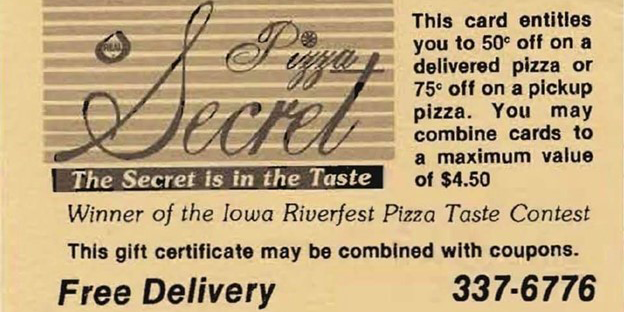 REAL
Pizza
Secret
The Secret is in the Taste
This card entitles
you to 50¢ off on a
delivered pizza or
75¢ off on a pickup
pizza. You may
combine cards to
a maximum value
of $4.50
Winner of the Iowa Riverfest Pizza Taste Contest
This gift certificate may be combined with coupons.
Free Delivery 337-6776